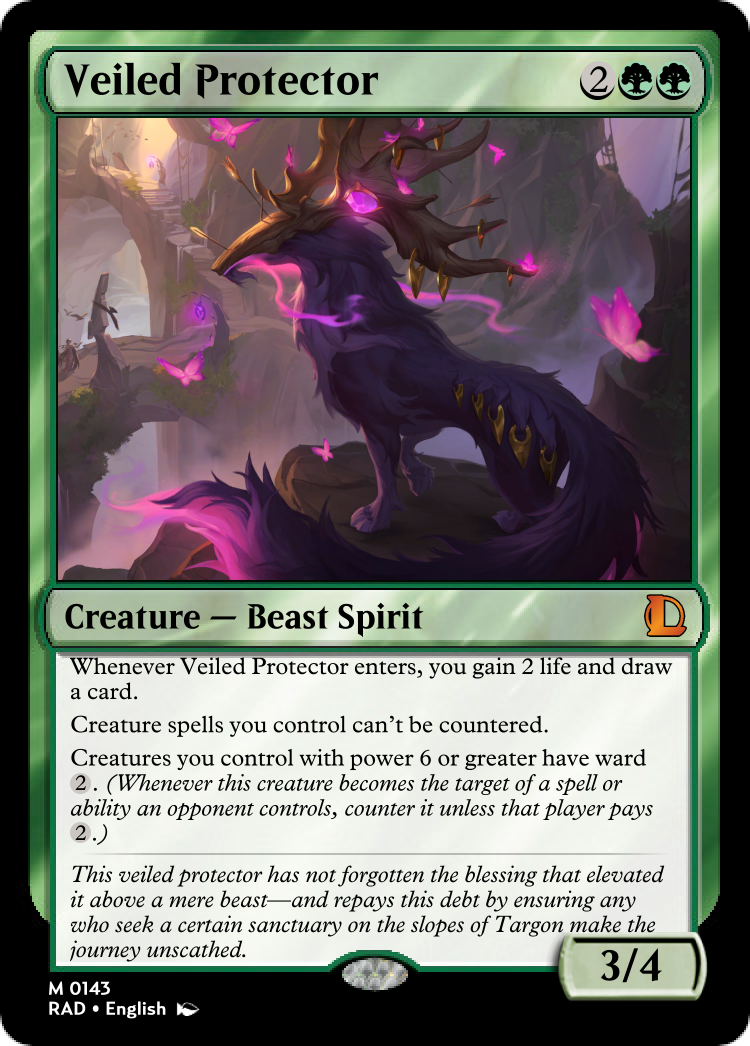 Veiled Protector 2
Creature — Beast Spirit
Whenever Veiled Protector enters, you gain 2 life and draw
a card.
Creature spells you control can't be countered.
Creatures you control with power 6 or greater have ward
2. (Whenever this creature becomes the target of a spell or
ability an opponent controls, counter it unless that player pays
2.)
This veiled protector has not forgotten the blessing that elevated
it above a mere beast—and repays this debt by ensuring any
who seek a certain sanctuary on the slopes of Targon make the
journey unscathed.
3/4
M 0143
RAD • English